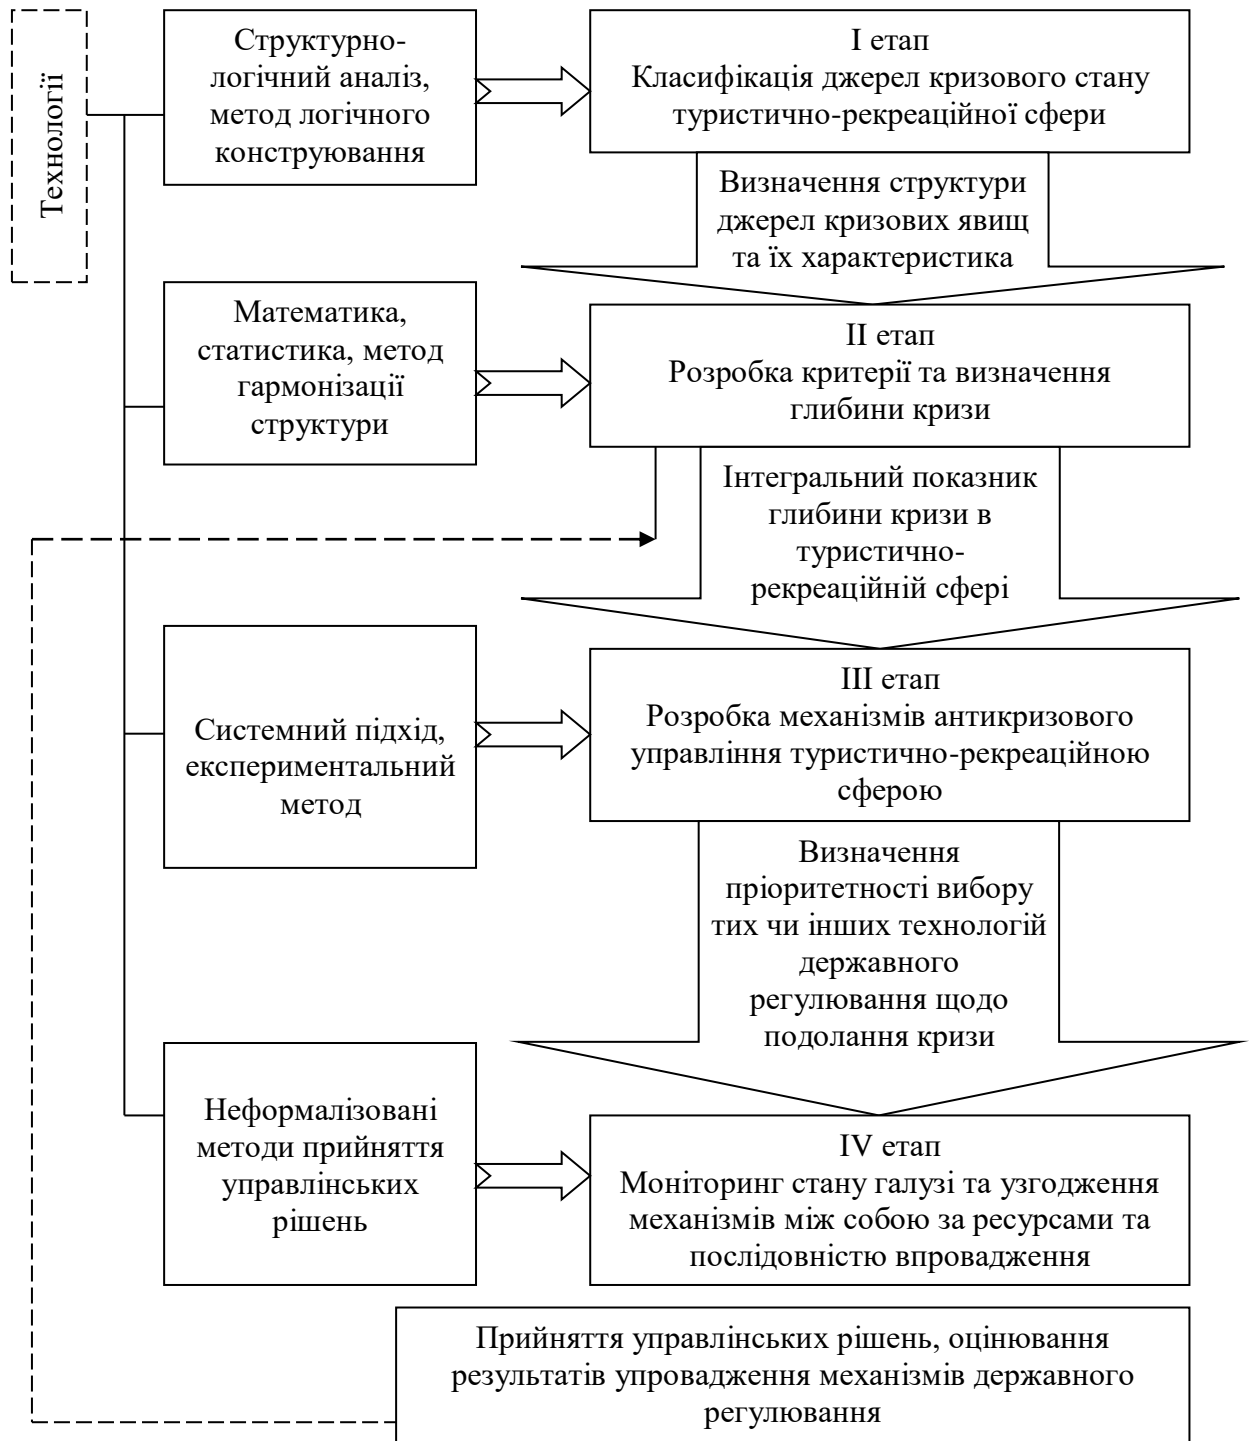 Технології
Структурно-
логічний аналіз,
метод логічного
конструювання
І етап
Класифікація джерел кризового стану
туристично-рекреаційної сфери
Визначення структури
джерел кризових явищ
та їх характеристика
Математика,
статистика, метод
гармонізації
структури
ІІ етап
Розробка критерії та визначення
глибини кризи
Інтегральний показник
глибини кризи в
туристично-
рекреаційній сфері
Системний підхід,
експериментальний
метод
ІІІ етап
Розробка механізмів антикризового
управління туристично-рекреаційною
сферою
Визначення
пріоритетності вибору
тих чи інших технологій
державного
регулювання щодо
подолання кризи
Неформалізовані
методи прийняття
управлінських
рішень
IV етап
Моніторинг стану галузі та узгодження
механізмів між собою за ресурсами та
послідовністю впровадження
Прийняття управлінських рішень, оцінювання
результатів упровадження механізмів державного
регулювання